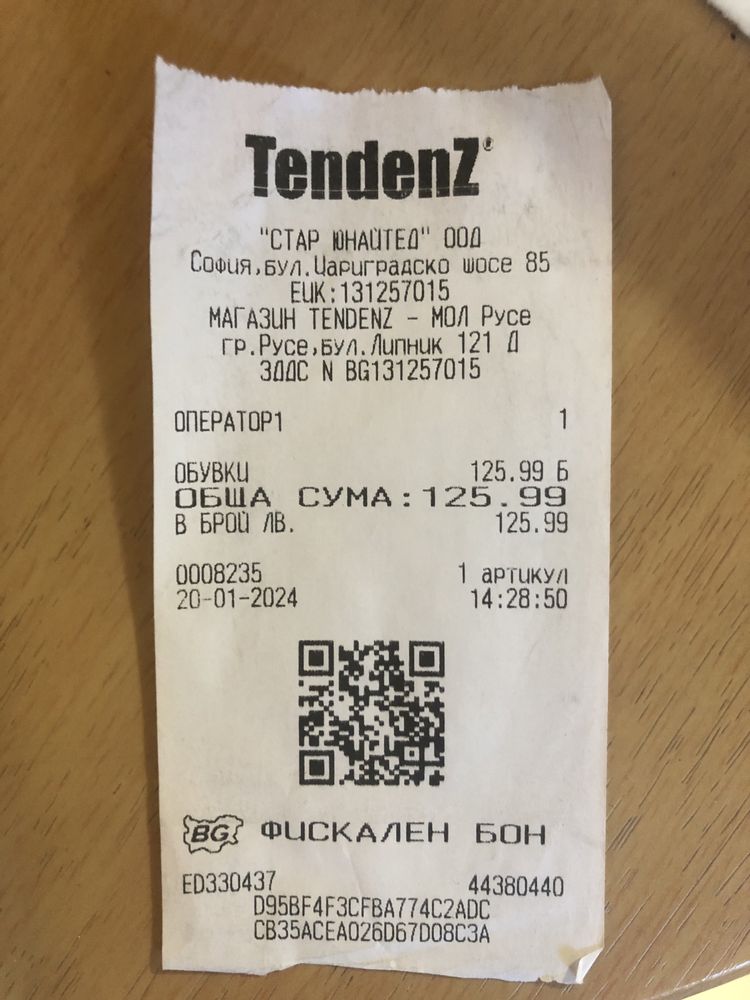 TendenZ®
"СТАР ЮНАЙТЕД" ООД
София,бул.Цариградско шосе 85
ЕИК:131257015
МАГАЗИН TENDENZ - МОЛ Русе
гр.Русе,бул.Липник 121 Д
ЗДДС N BG131257015
ОПЕРАТОР1 1
ОБУВКИ 125.99 Б
ОБЩА СУМА:125.99
В БРОЙ ЛВ. 125.99
0008235 1 артикул
20-01-2024 14:28:50
BG ФИСКАЛЕН БОН
ED330437 44380440
D95BF4F3CFBA774C2ADC
CB35ACEA026D67D08C3A